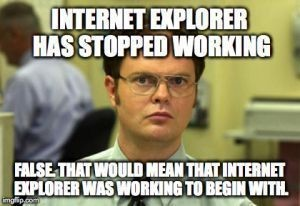 INTERNET EXPLORER
HAS STOPPED WORKING
FALSE. THAT WOULD MEAN THAT INTERNET
EXPLORER WAS WORKING TO BEGIN WITH.
imgflip.com